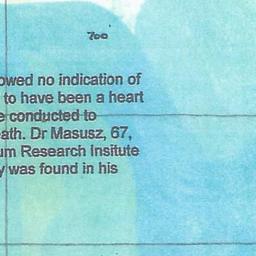 700
owed no indication of
to have been a heart
e conducted to
ath. Dr Masusz, 67,
um Research Insitute
y was found in his